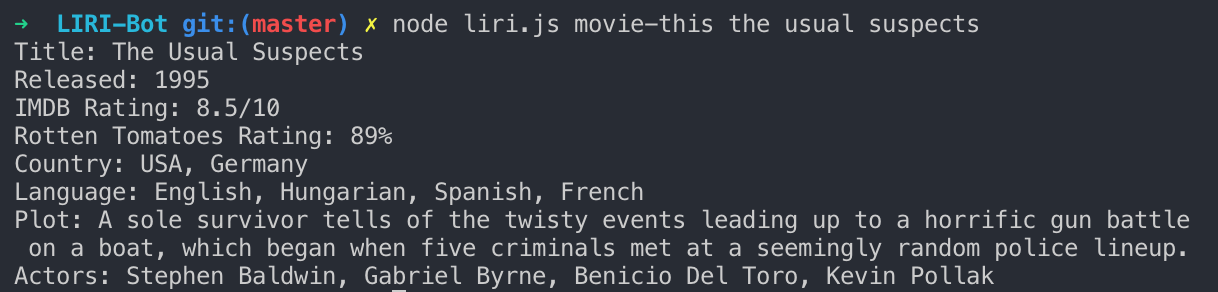 ➜  LIRI-Bot git:(master) ✗ node liri.js movie-this the usual suspects
Title: The Usual Suspects
Released: 1995
IMDB Rating: 8.5/10
Rotten Tomatoes Rating: 89%
Country: USA, Germany
Language: English, Hungarian, Spanish, French
Plot: A sole survivor tells of the twisty events leading up to a horrific gun battle
 on a boat, which began when five criminals met at a seemingly random police lineup.
Actors: Stephen Baldwin, Gabriel Byrne, Benicio Del Toro, Kevin Pollak